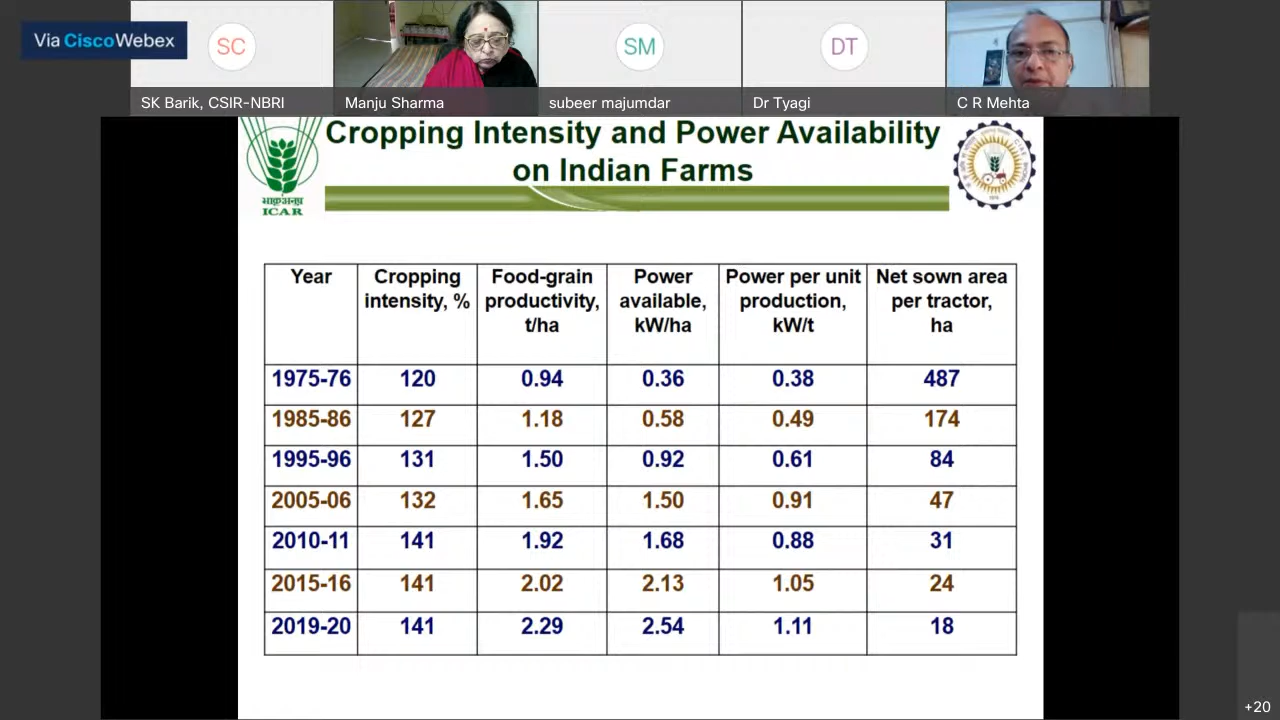 Via Cisco Webex
SC
SM
DT
SK Barik, CSIR-NBRI
Manju Sharma
subeer majumdar
Dr Tyagi
C R Mehta
Cropping Intensity and Power Availability
on Indian Farms
भाकृअनुप
ICAR
Year
Cropping
intensity, %
Food-grain
productivity,
t/ha
Power
available,
kW/ha
Power per unit
production,
kW/t
Net sown area
per tractor,
ha
1975-76 120 0.94 0.36 0.38 487
1985-86 127 1.18 0.58 0.49 174
1995-96 131 1.50 0.92 0.61 84
2005-06 132 1.65 1.50 0.91 47
2010-11 141 1.92 1.68 0.88 31
2015-16 141 2.02 2.13 1.05 24
2019-20 141 2.29 2.54 1.11 18
+20